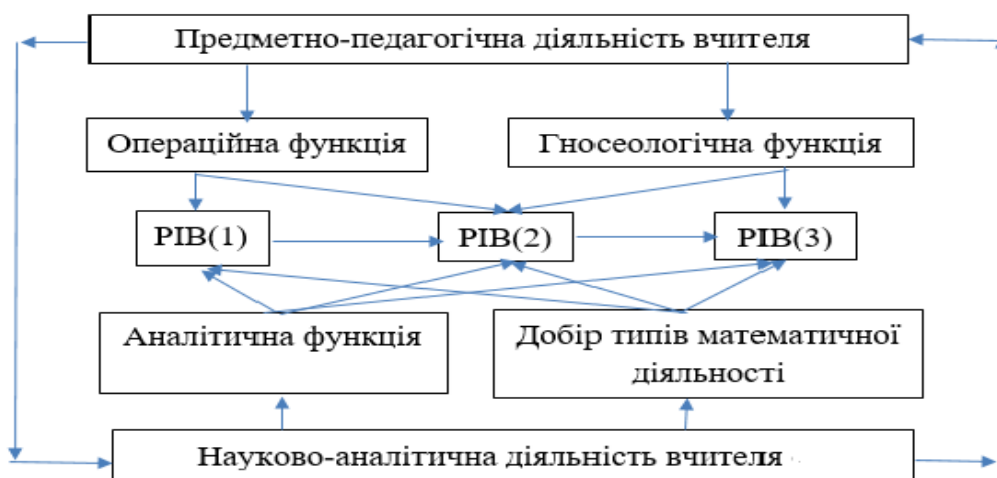 Предметно-педагогічна діяльність вчителя
Операційна функція
Гносеологічна функція
РІВ(1)
РІВ(2)
РІВ(3)
Аналітична функція
Добір типів математичної
діяльності
Науково-аналітична діяльність вчителя